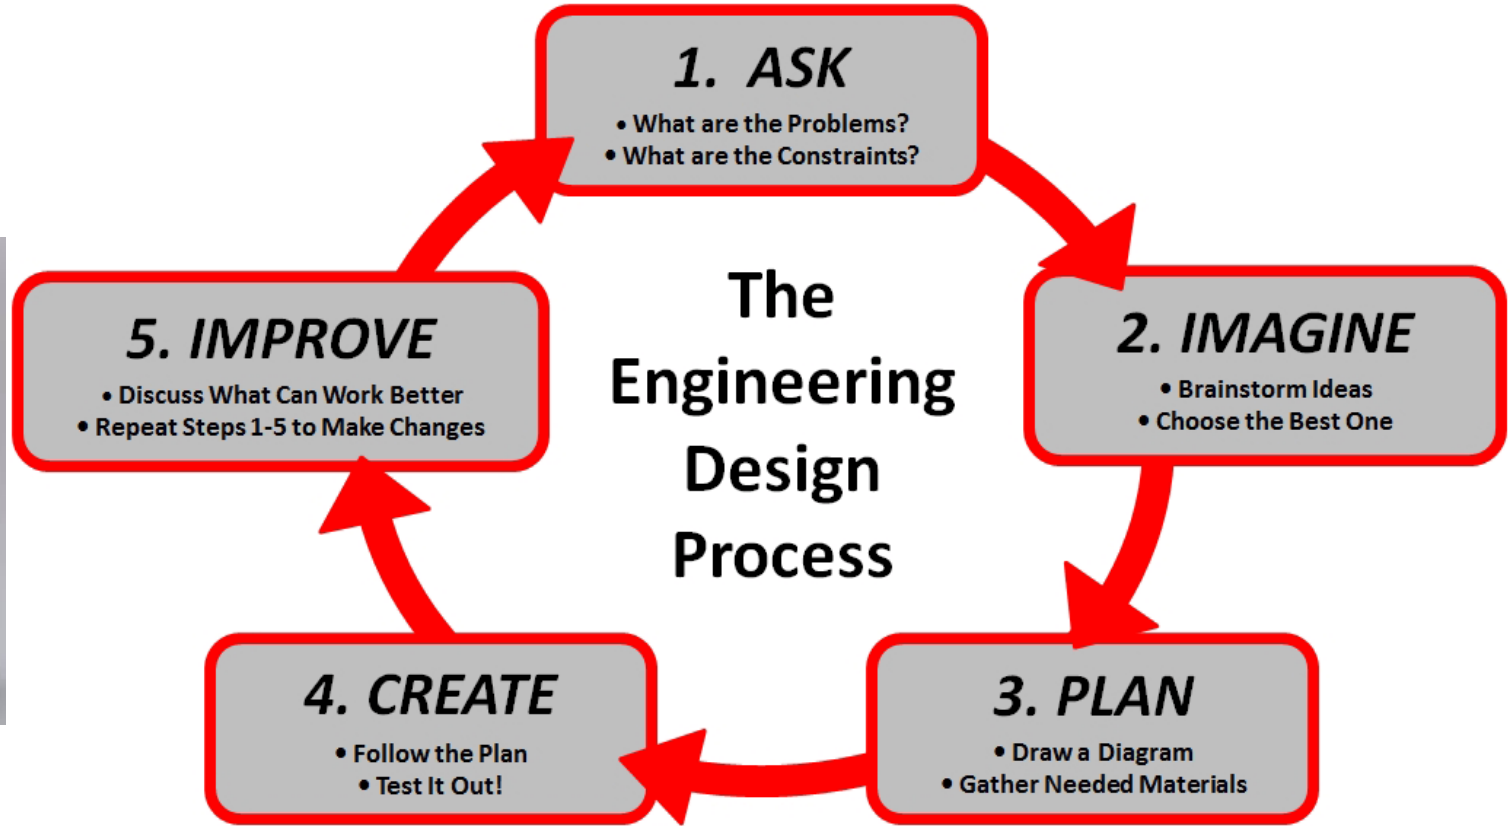 1. ASK
• What are the Problems?
• What are the Constraints?
The
Engineering
Design
Process
2. IMAGINE
• Brainstorm Ideas
• Choose the Best One
3. PLAN
• Draw a Diagram
• Gather Needed Materials
4. CREATE
• Follow the Plan
• Test It Out!
5. IMPROVE
• Discuss What Can Work Better
• Repeat Steps 1-5 to Make Changes